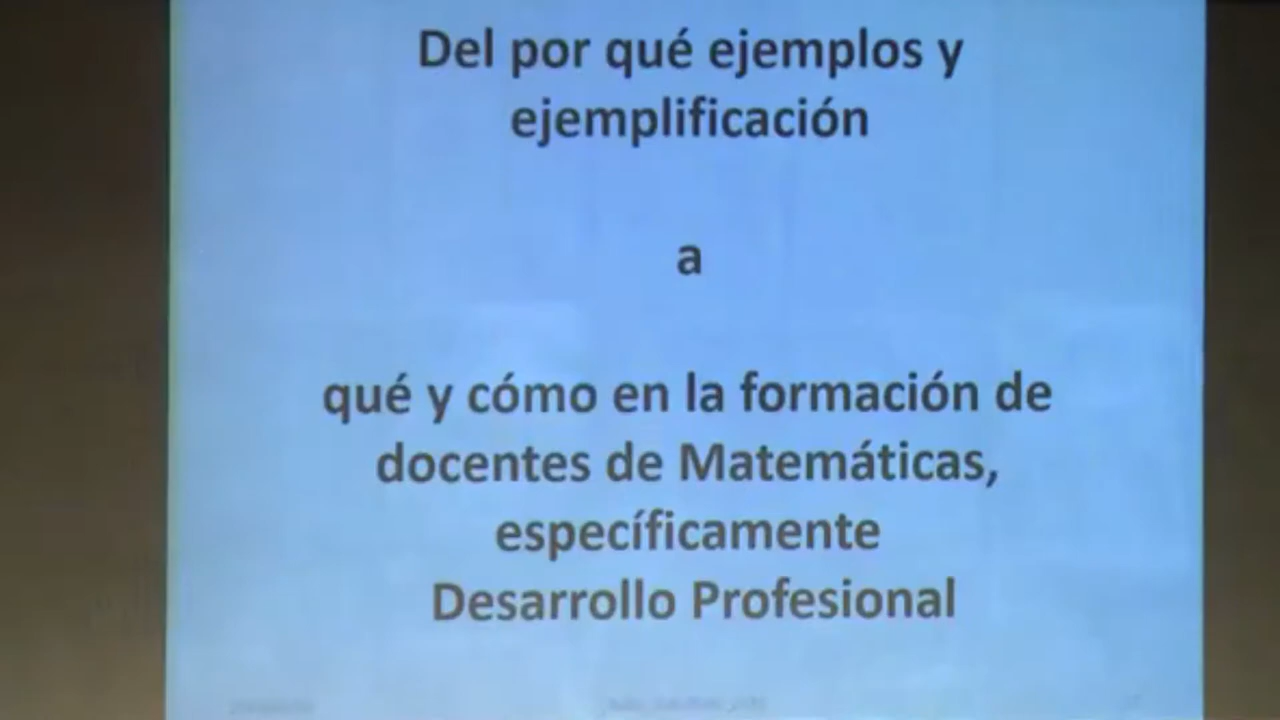 Del por qué ejemplos y
ejemplificación
a
qué y cómo en la formación de
docentes de Matemáticas,
específicamente
Desarrollo Profesional